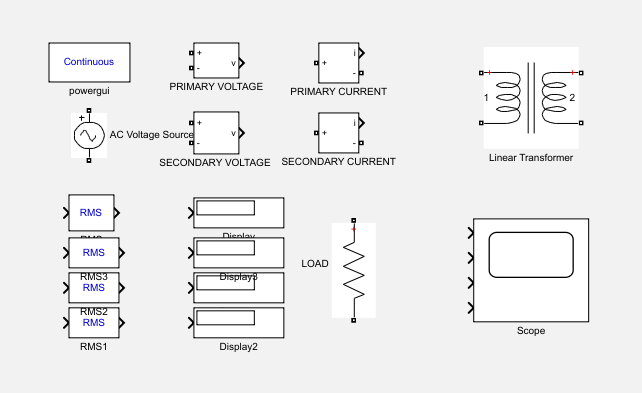 Continuous
powergui
+
-
v
PRIMARY VOLTAGE
i
+
-
PRIMARY CURRENT
1
2
Linear Transformer
+
AC Voltage Source
+
-
v
SECONDARY VOLTAGE
i
+
-
SECONDARY CURRENT
RMS
Display
RMS
RMS3
Display3
RMS
RMS2
RMS
RMS1
Display2
LOAD
+
Scope